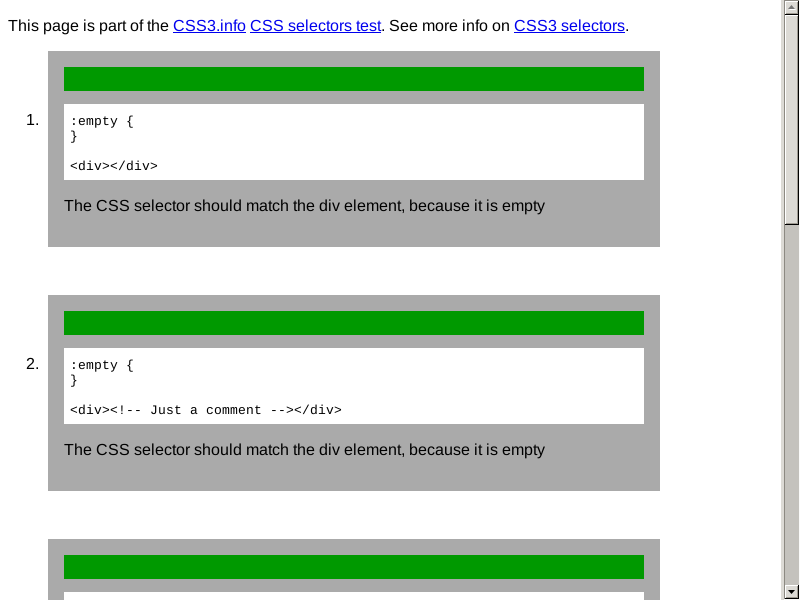 This page is part of the CSS3.info CSS selectors test. See more info on CSS3 selectors.
1.
:empty {
}
<div></div>
The CSS selector should match the div element, because it is empty
2.
:empty {
}
<div><!-- Just a comment --></div>
The CSS selector should match the div element, because it is empty